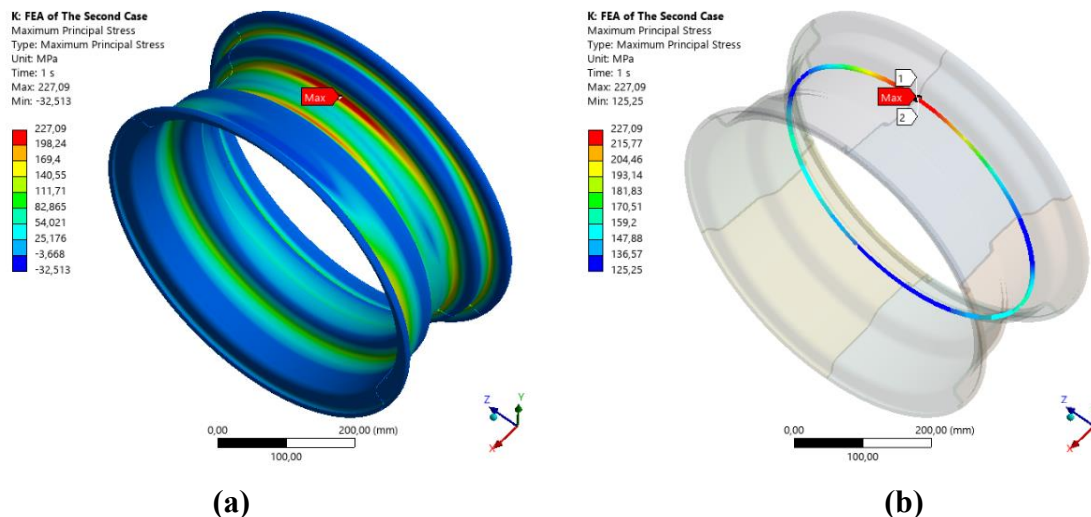 K: FEA of The Second Case
Maximum Principal Stress
Type: Maximum Principal Stress
Unit: MPa
Time: 1 s
Max: 227,09
Min: -32,513
227,09
198,24
169,4
140,55
111,71
82,865
54,021
25,176
-3,668
-32,513
Max
Z
Y
X
0,00
200,00 (mm)
100,00
(a)
K: FEA of The Second Case
Maximum Principal Stress
Type: Maximum Principal Stress
Unit: MPa
Time: 1 s
Max: 227,09
Min: 125,25
227,09
215,77
204,46
193,14
181,83
170,51
159,2
147,88
136,57
125,25
1
Max
2
Z
X
0,00
200,00 (mm)
100,00
(b)